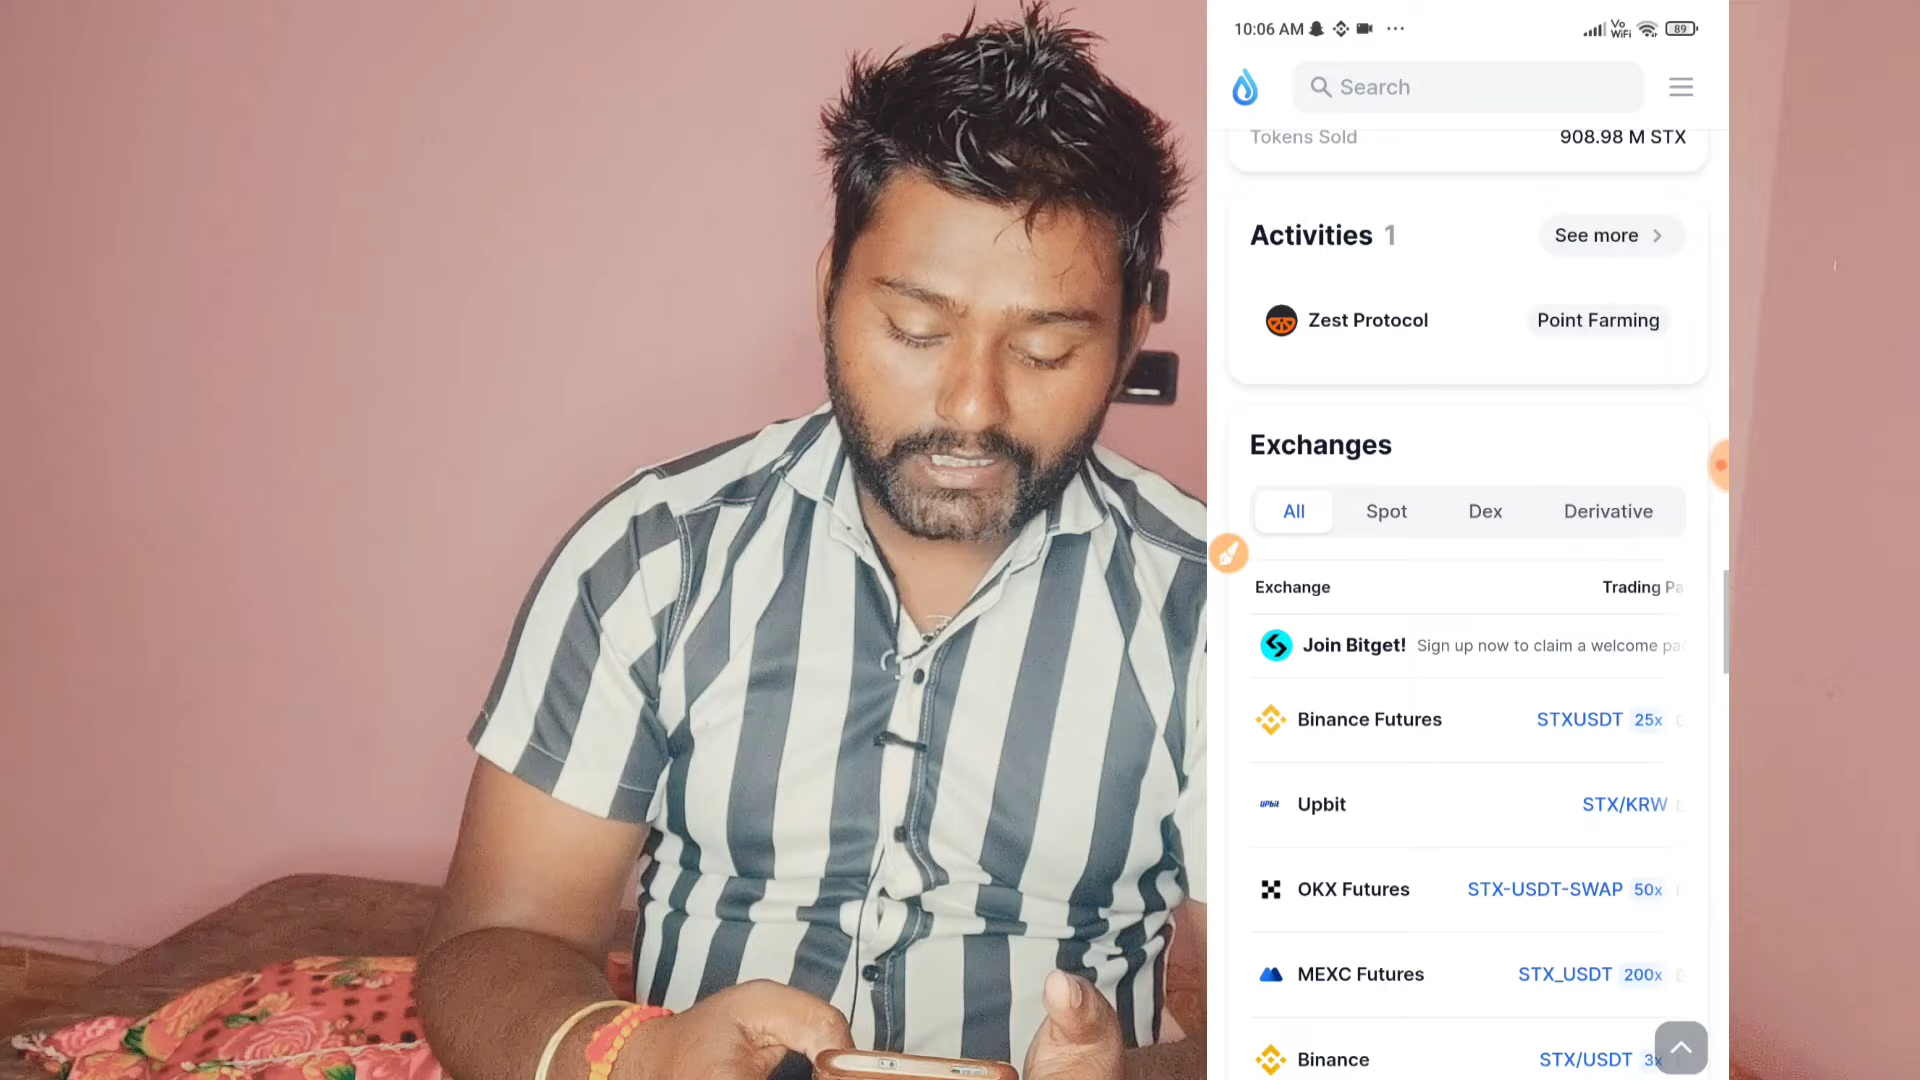 10:06 AM
Vo WiFi
89
Search
Tokens Sold 908.98 M STX
Activities 1 See more
Zest Protocol Point Farming
Exchanges
All Spot Dex Derivative
Exchange Trading Pa
Join Bitget! Sign up now to claim a welcome pa
Binance Futures STXUSDT 25x
UPbit Upbit STX/KRW
OKX Futures STX-USDT-SWAP 50x
MEXC Futures STX_USDT 200x
Binance STX/USDT 3x